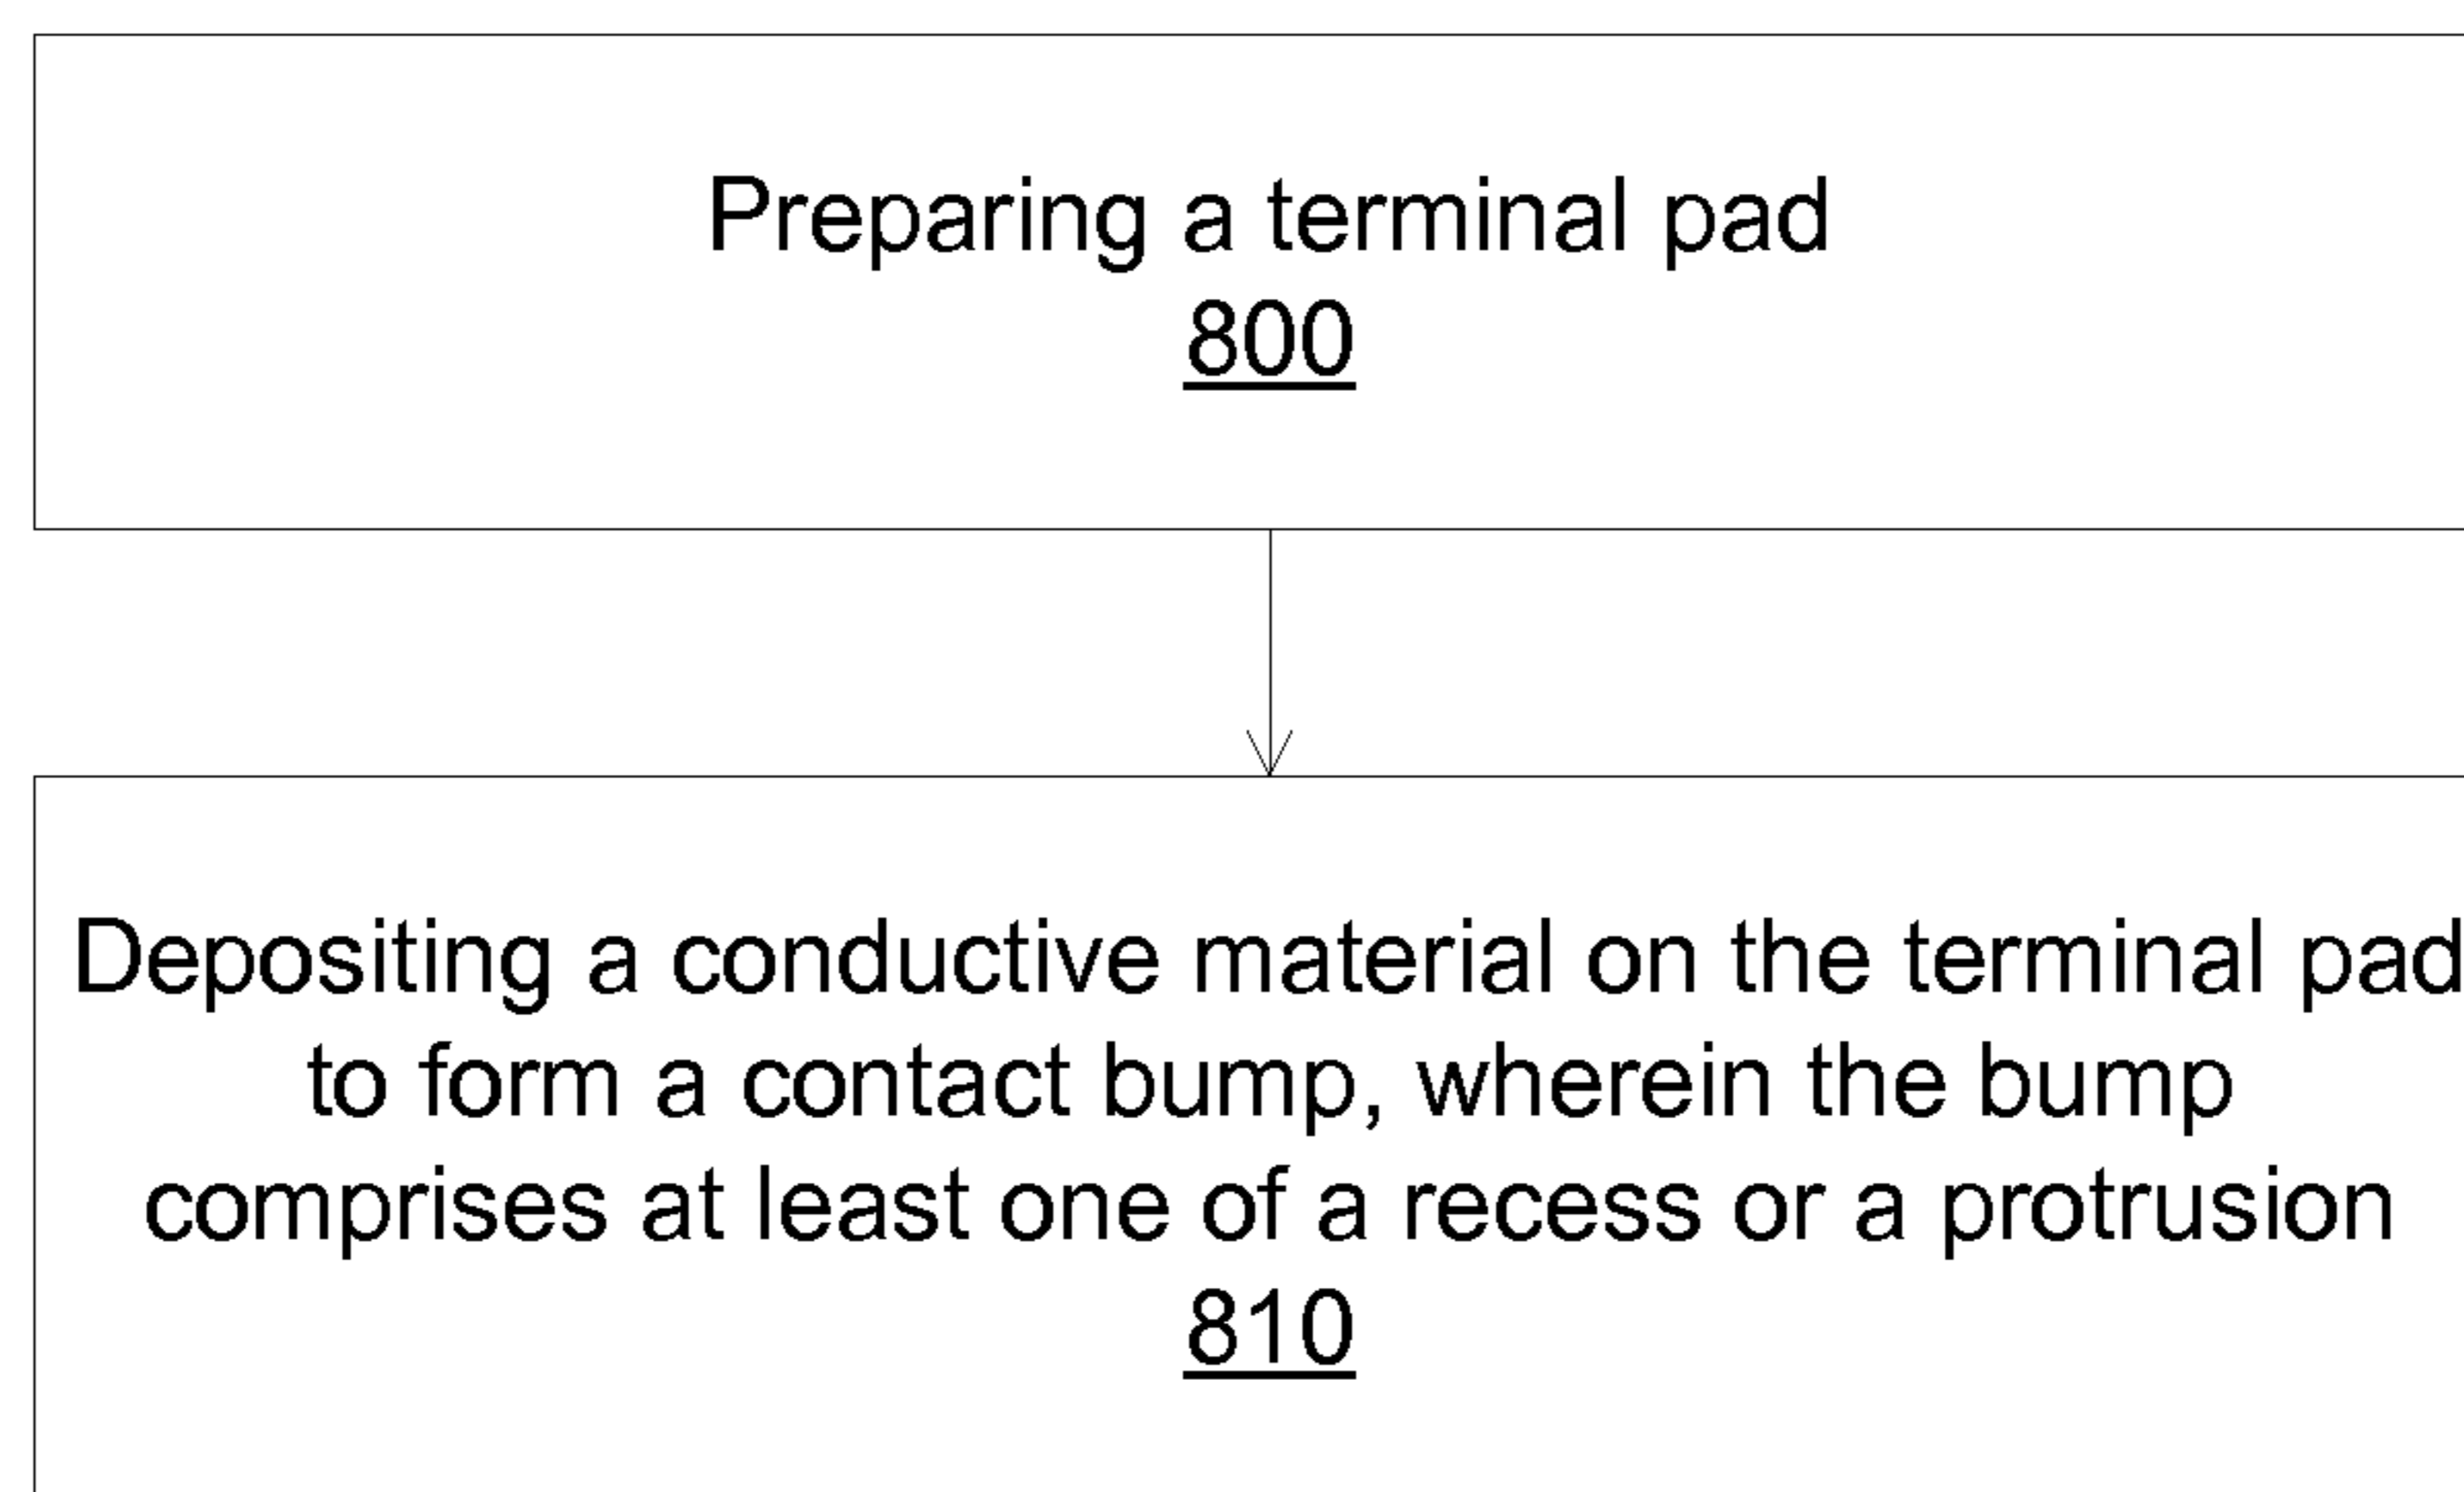 Preparing a terminal pad
800
Depositing a conductive material on the terminal pad
to form a contact bump, wherein the bump
comprises at least one of a recess or a protrusion
810